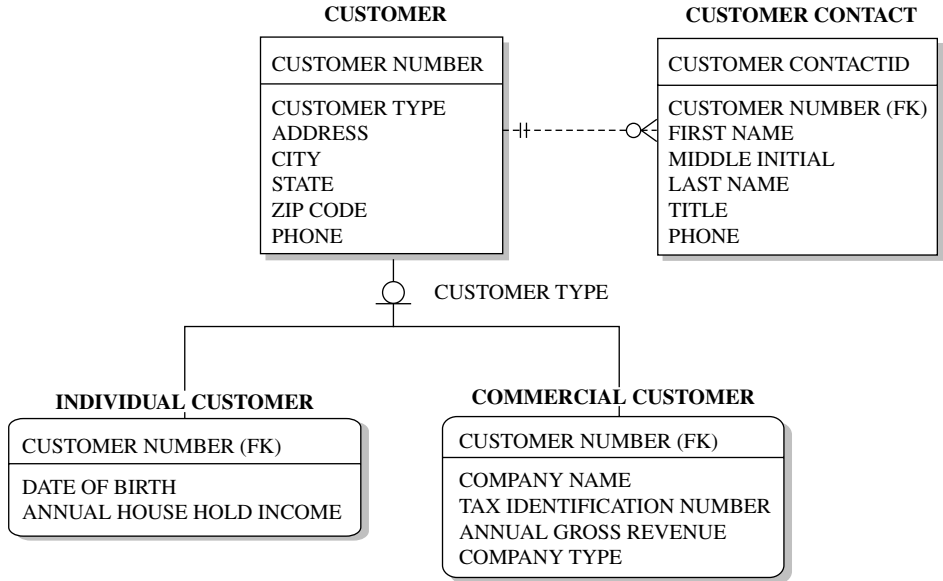 CUSTOMER
CUSTOMER NUMBER
CUSTOMER TYPE
ADDRESS
CITY
STATE
ZIP CODE
PHONE
CUSTOMER CONTACT
CUSTOMER CONTACTID
CUSTOMER NUMBER (FK)
FIRST NAME
MIDDLE INITIAL
LAST NAME
TITLE
PHONE
CUSTOMER TYPE
INDIVIDUAL CUSTOMER
CUSTOMER NUMBER (FK)
DATE OF BIRTH
ANNUAL HOUSE HOLD INCOME
COMMERCIAL CUSTOMER
CUSTOMER NUMBER (FK)
COMPANY NAME
TAX IDENTIFICATION NUMBER
ANNUAL GROSS REVENUE
COMPANY TYPE